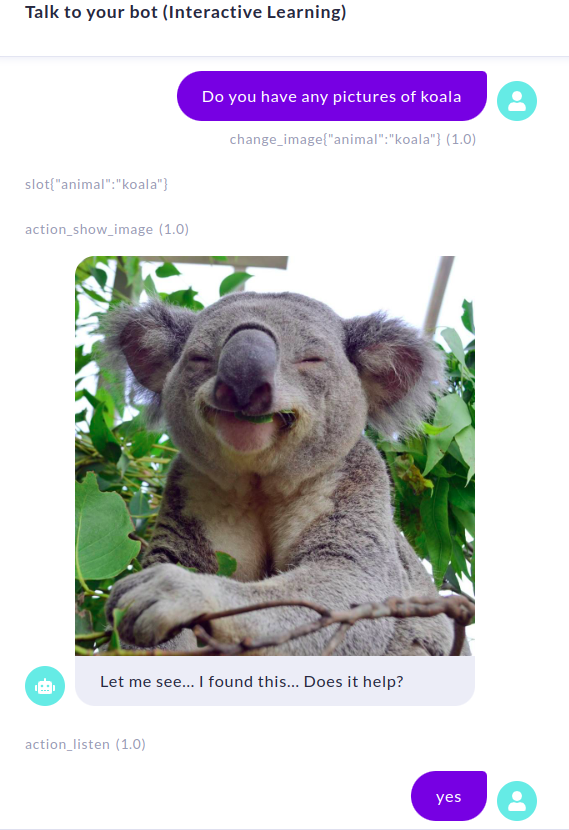 Talk to your bot (Interactive Learning)
Do you have any pictures of koala
change_image{"animal":"koala"} (1.0)
slot{"animal":"koala"}
action_show_image (1.0)
Let me see... I found this... Does it help?
action_listen (1.0)
yes